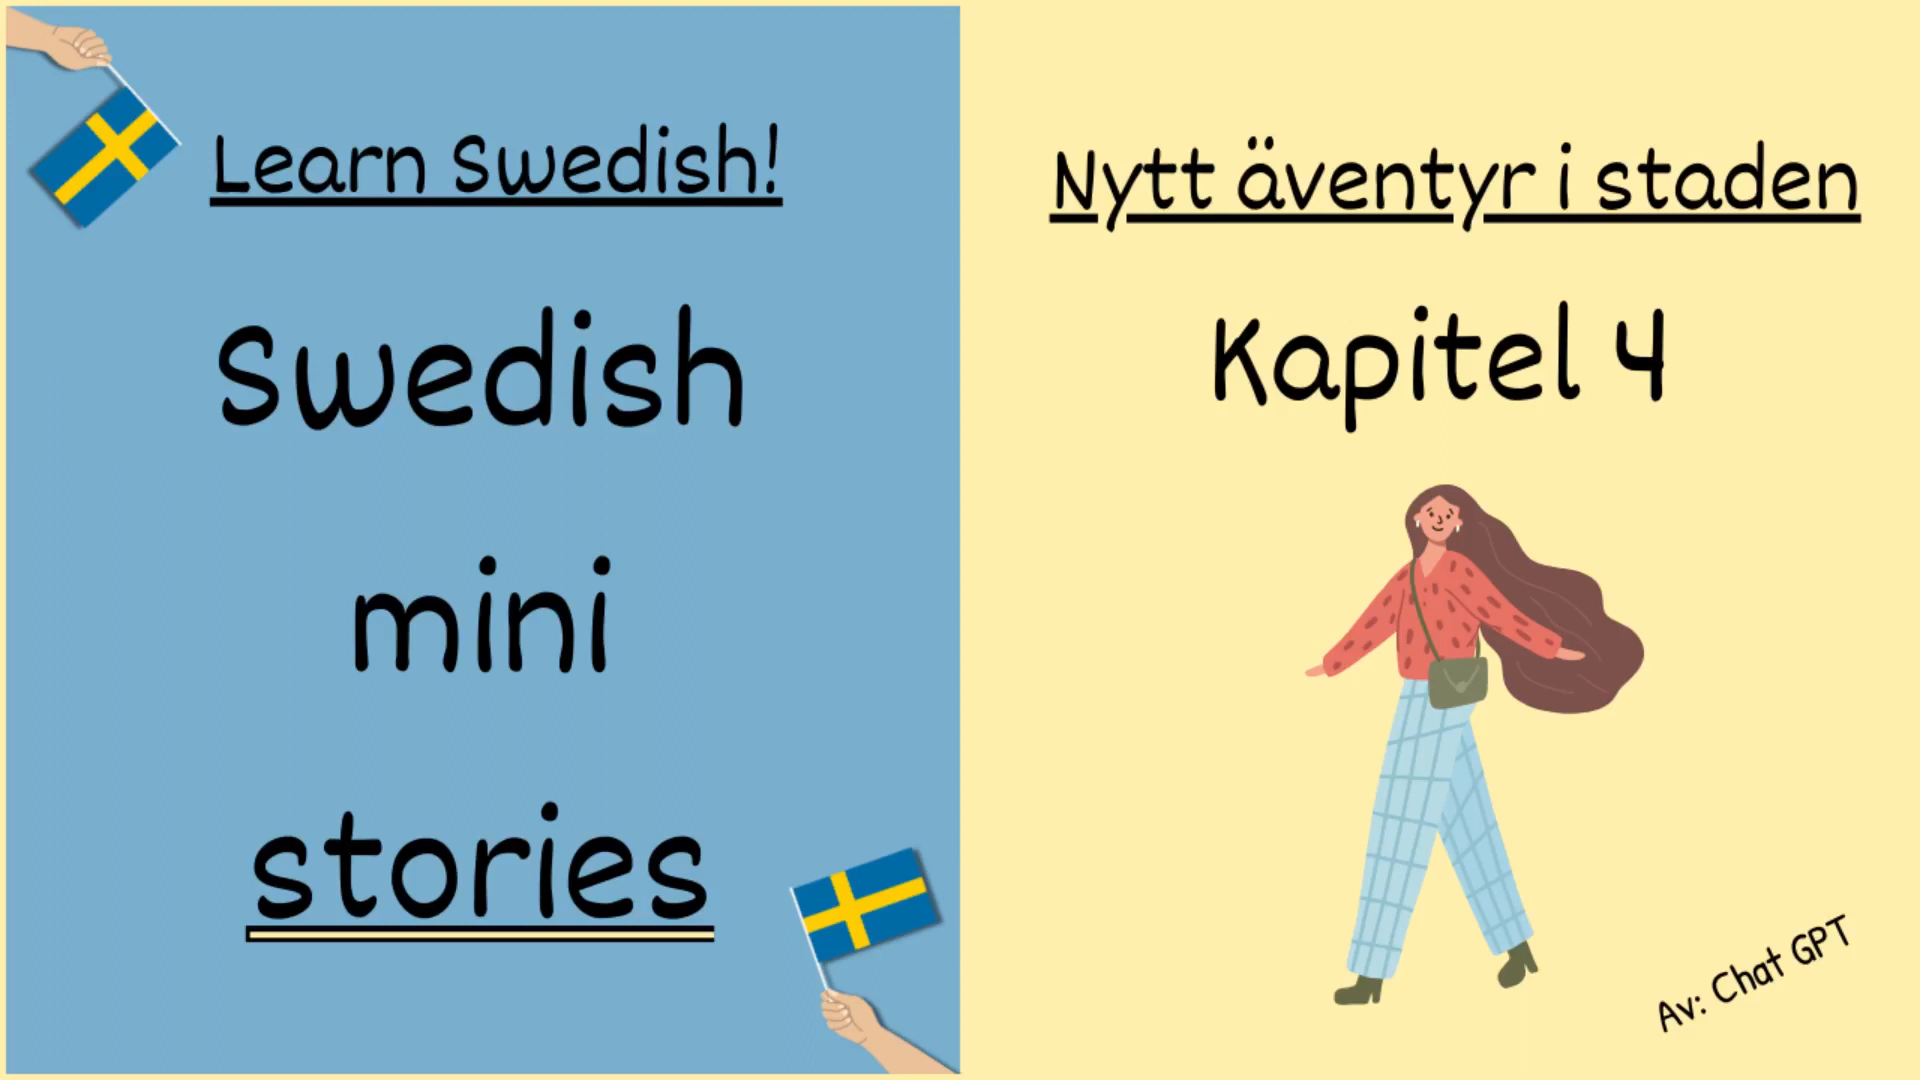 Learn Swedish!
Swedish
mini
stories
Nytt äventyr i staden
Kapitel 4
Av: Chat GPT